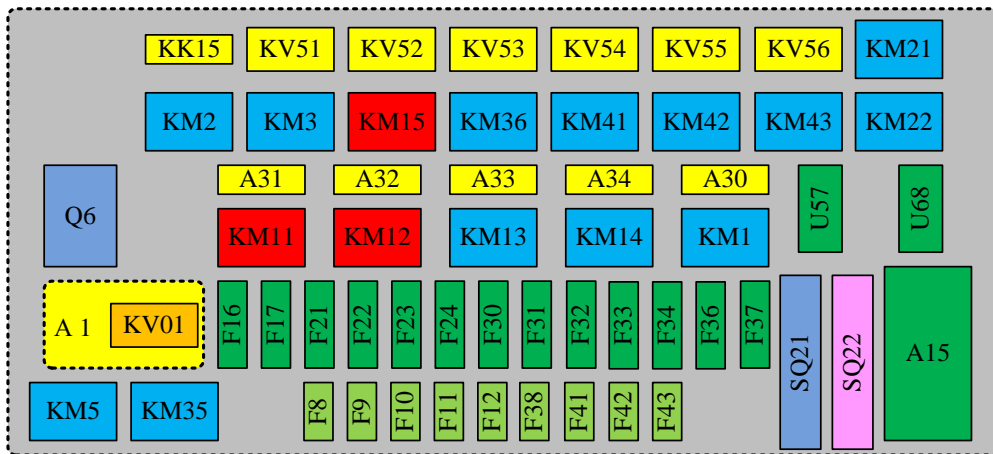 KK15 KV51 KV52 KV53 KV54 KV55 KV56 KM21
KM2 KM3 KM15 KM36 KM41 KM42 KM43 KM22
Q6 A31 A32 A33 A34 A30 U57 U68
KM11 KM12 KM13 KM14 KM1
A 1 KV01 F16 F17 F21 F22 F23 F24 F30 F31 F32 F33 F34 F36 F37 SQ21 SQ22 A15
KM5 KM35 F8 F9 F10 F11 F12 F38 F41 F42 F43